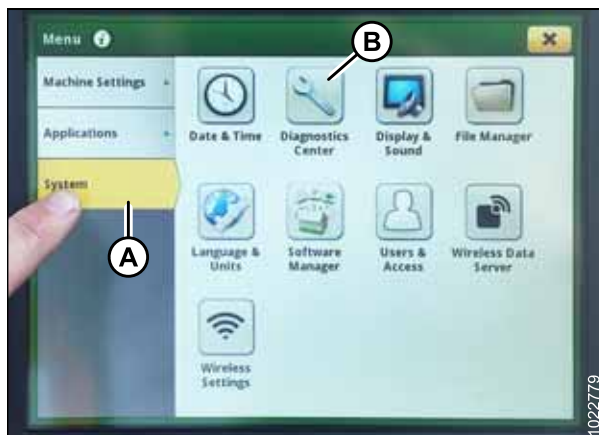 Menu
B
Machine Settings
Applications
System
A
Date & Time
Diagnostics
Center
Display &
Sound
File Manager
Language &
Units
Software
Manager
Users &
Access
Wireless Data
Server
Wireless
Settings
1022779